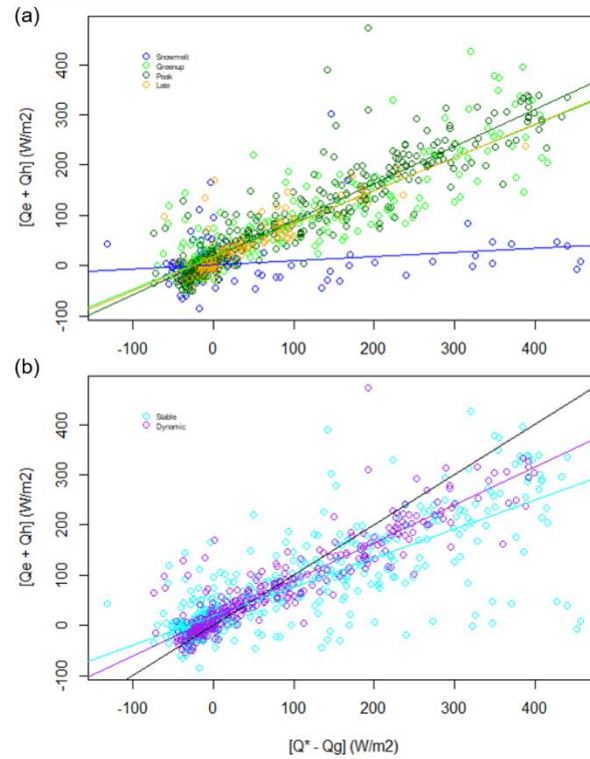 (a)
Snowmelt
Greenup
Peak
Late
[Qe + Qh] (W/m2)
400
300
200
100
0
-100
-100 0 100 200 300 400
(b)
Stable
Dynamic
[Qe + Qh] (W/m2)
400
300
200
100
0
-100
-100 0 100 200 300 400
[Q* - Qg] (W/m2)